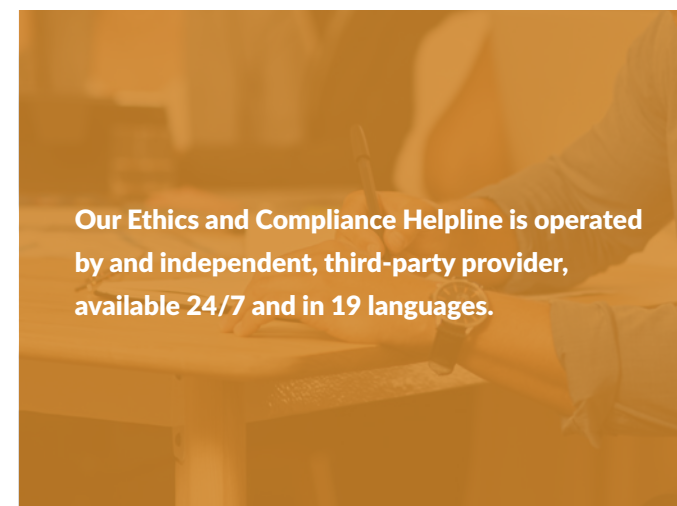 Our Ethics and Compliance Helpline is operated
by and independent, third-party provider,
available 24/7 and in 19 languages.